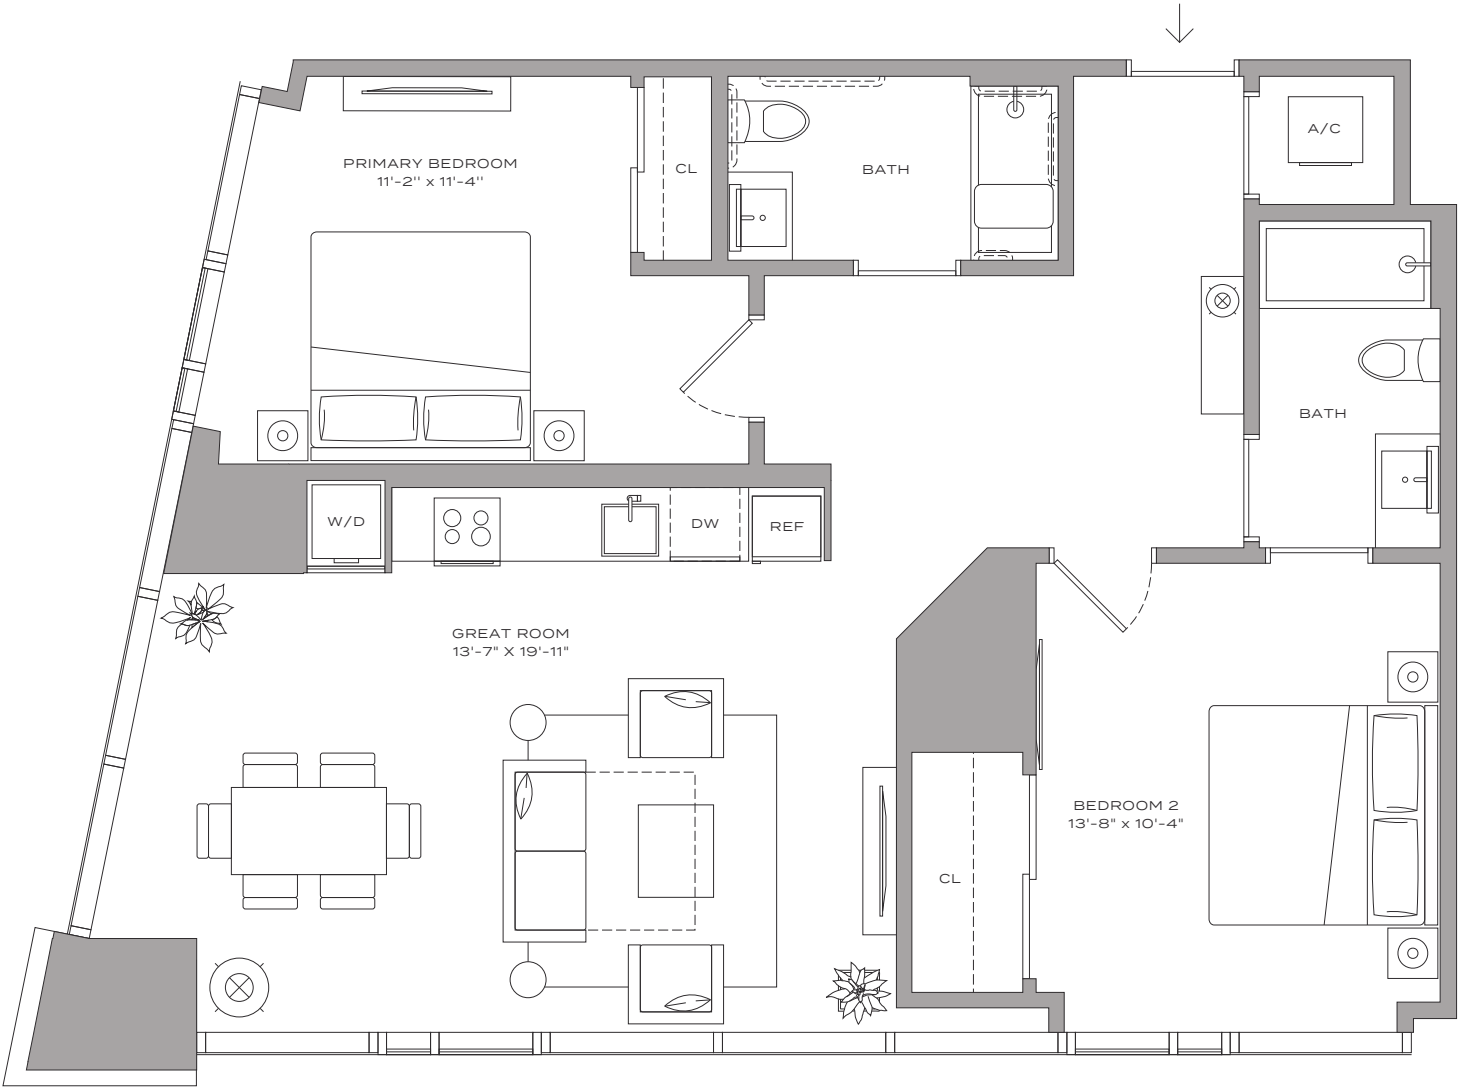 A/C
PRIMARY BEDROOM
11'-2'' x 11'-4''
CL
BATH
BATH
W/D
DW
REF
GREAT ROOM
13'-7" X 19'-11"
BEDROOM 2
13'-8" x 10'-4"
CL